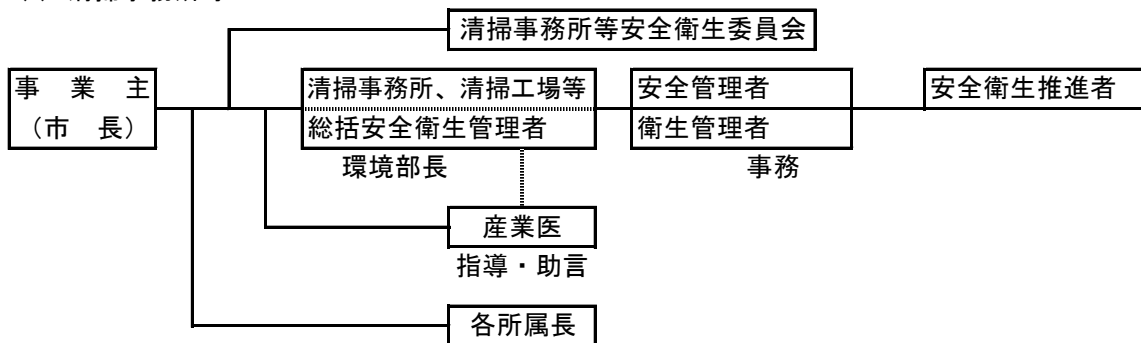 清掃事務所等安全衛生委員会
事業主
(市長)
清掃事務所、清掃工場等
総括安全衛生管理者
環境部長
安全管理者
衛生管理者
事務
安全衛生推進者
産業医
指導・助言
各所属長